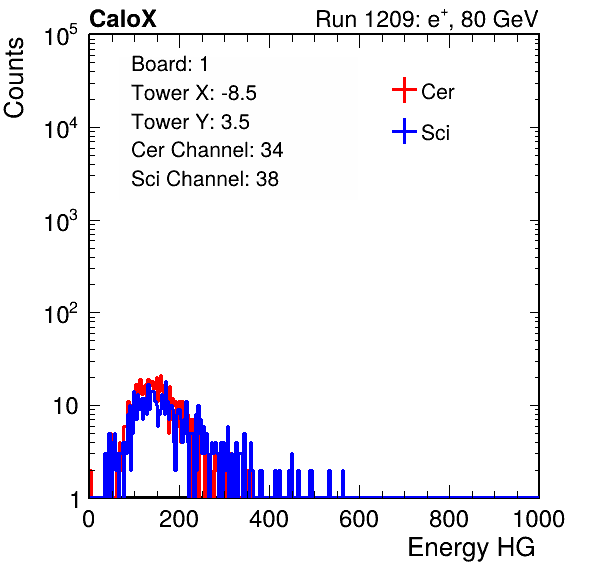 CaloX Run 1209: e⁺, 80 GeV
Counts
10⁵
10⁴
10³
10²
10
1
Board: 1
Tower X: -8.5
Tower Y: 3.5
Cer Channel: 34
Sci Channel: 38
Cer
Sci
0 200 400 600 800 1000
Energy HG